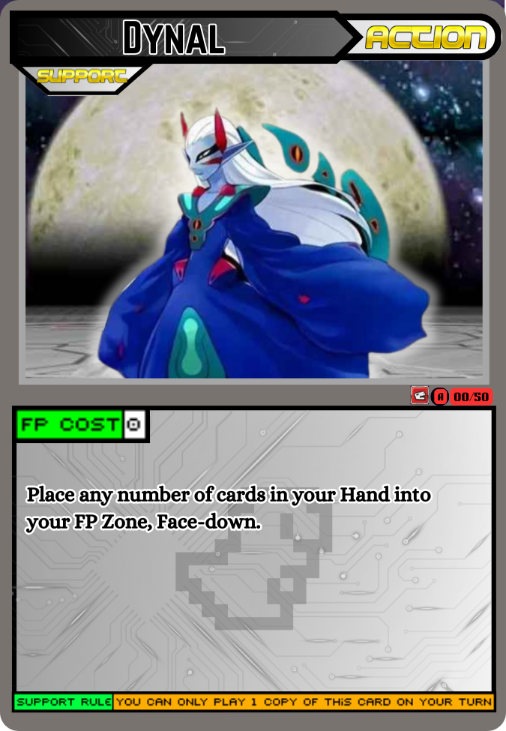 DYNAL
ACTION
SUPPORT
A 00/50
FP COST 0
Place any number of cards in your Hand into
your FP Zone, Face-down.
SUPPORT RULE YOU CAN ONLY PLAY 1 COPY OF THIS CARD ON YOUR TURN